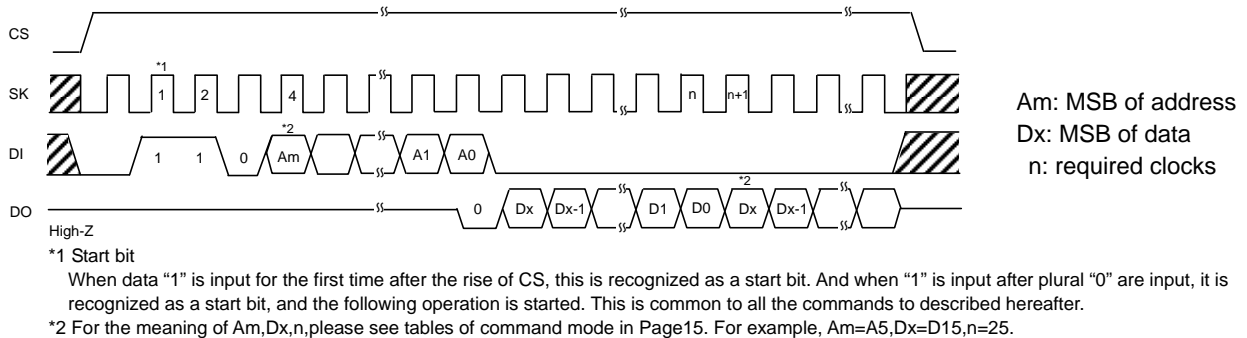 CS
*1
SK 1 2 4 n n+1
*2
DI 1 1 0 Am A1 A0
*2
DO 0 Dx Dx-1 D1 D0 Dx Dx-1
High-Z
Am: MSB of address
Dx: MSB of data
n: required clocks
*1 Start bit
When data “1” is input for the first time after the rise of CS, this is recognized as a start bit. And when “1” is input after plural “0” are input, it is
recognized as a start bit, and the following operation is started. This is common to all the commands to described hereafter.
*2 For the meaning of Am,Dx,n,please see tables of command mode in Page15. For example, Am=A5,Dx=D15,n=25.